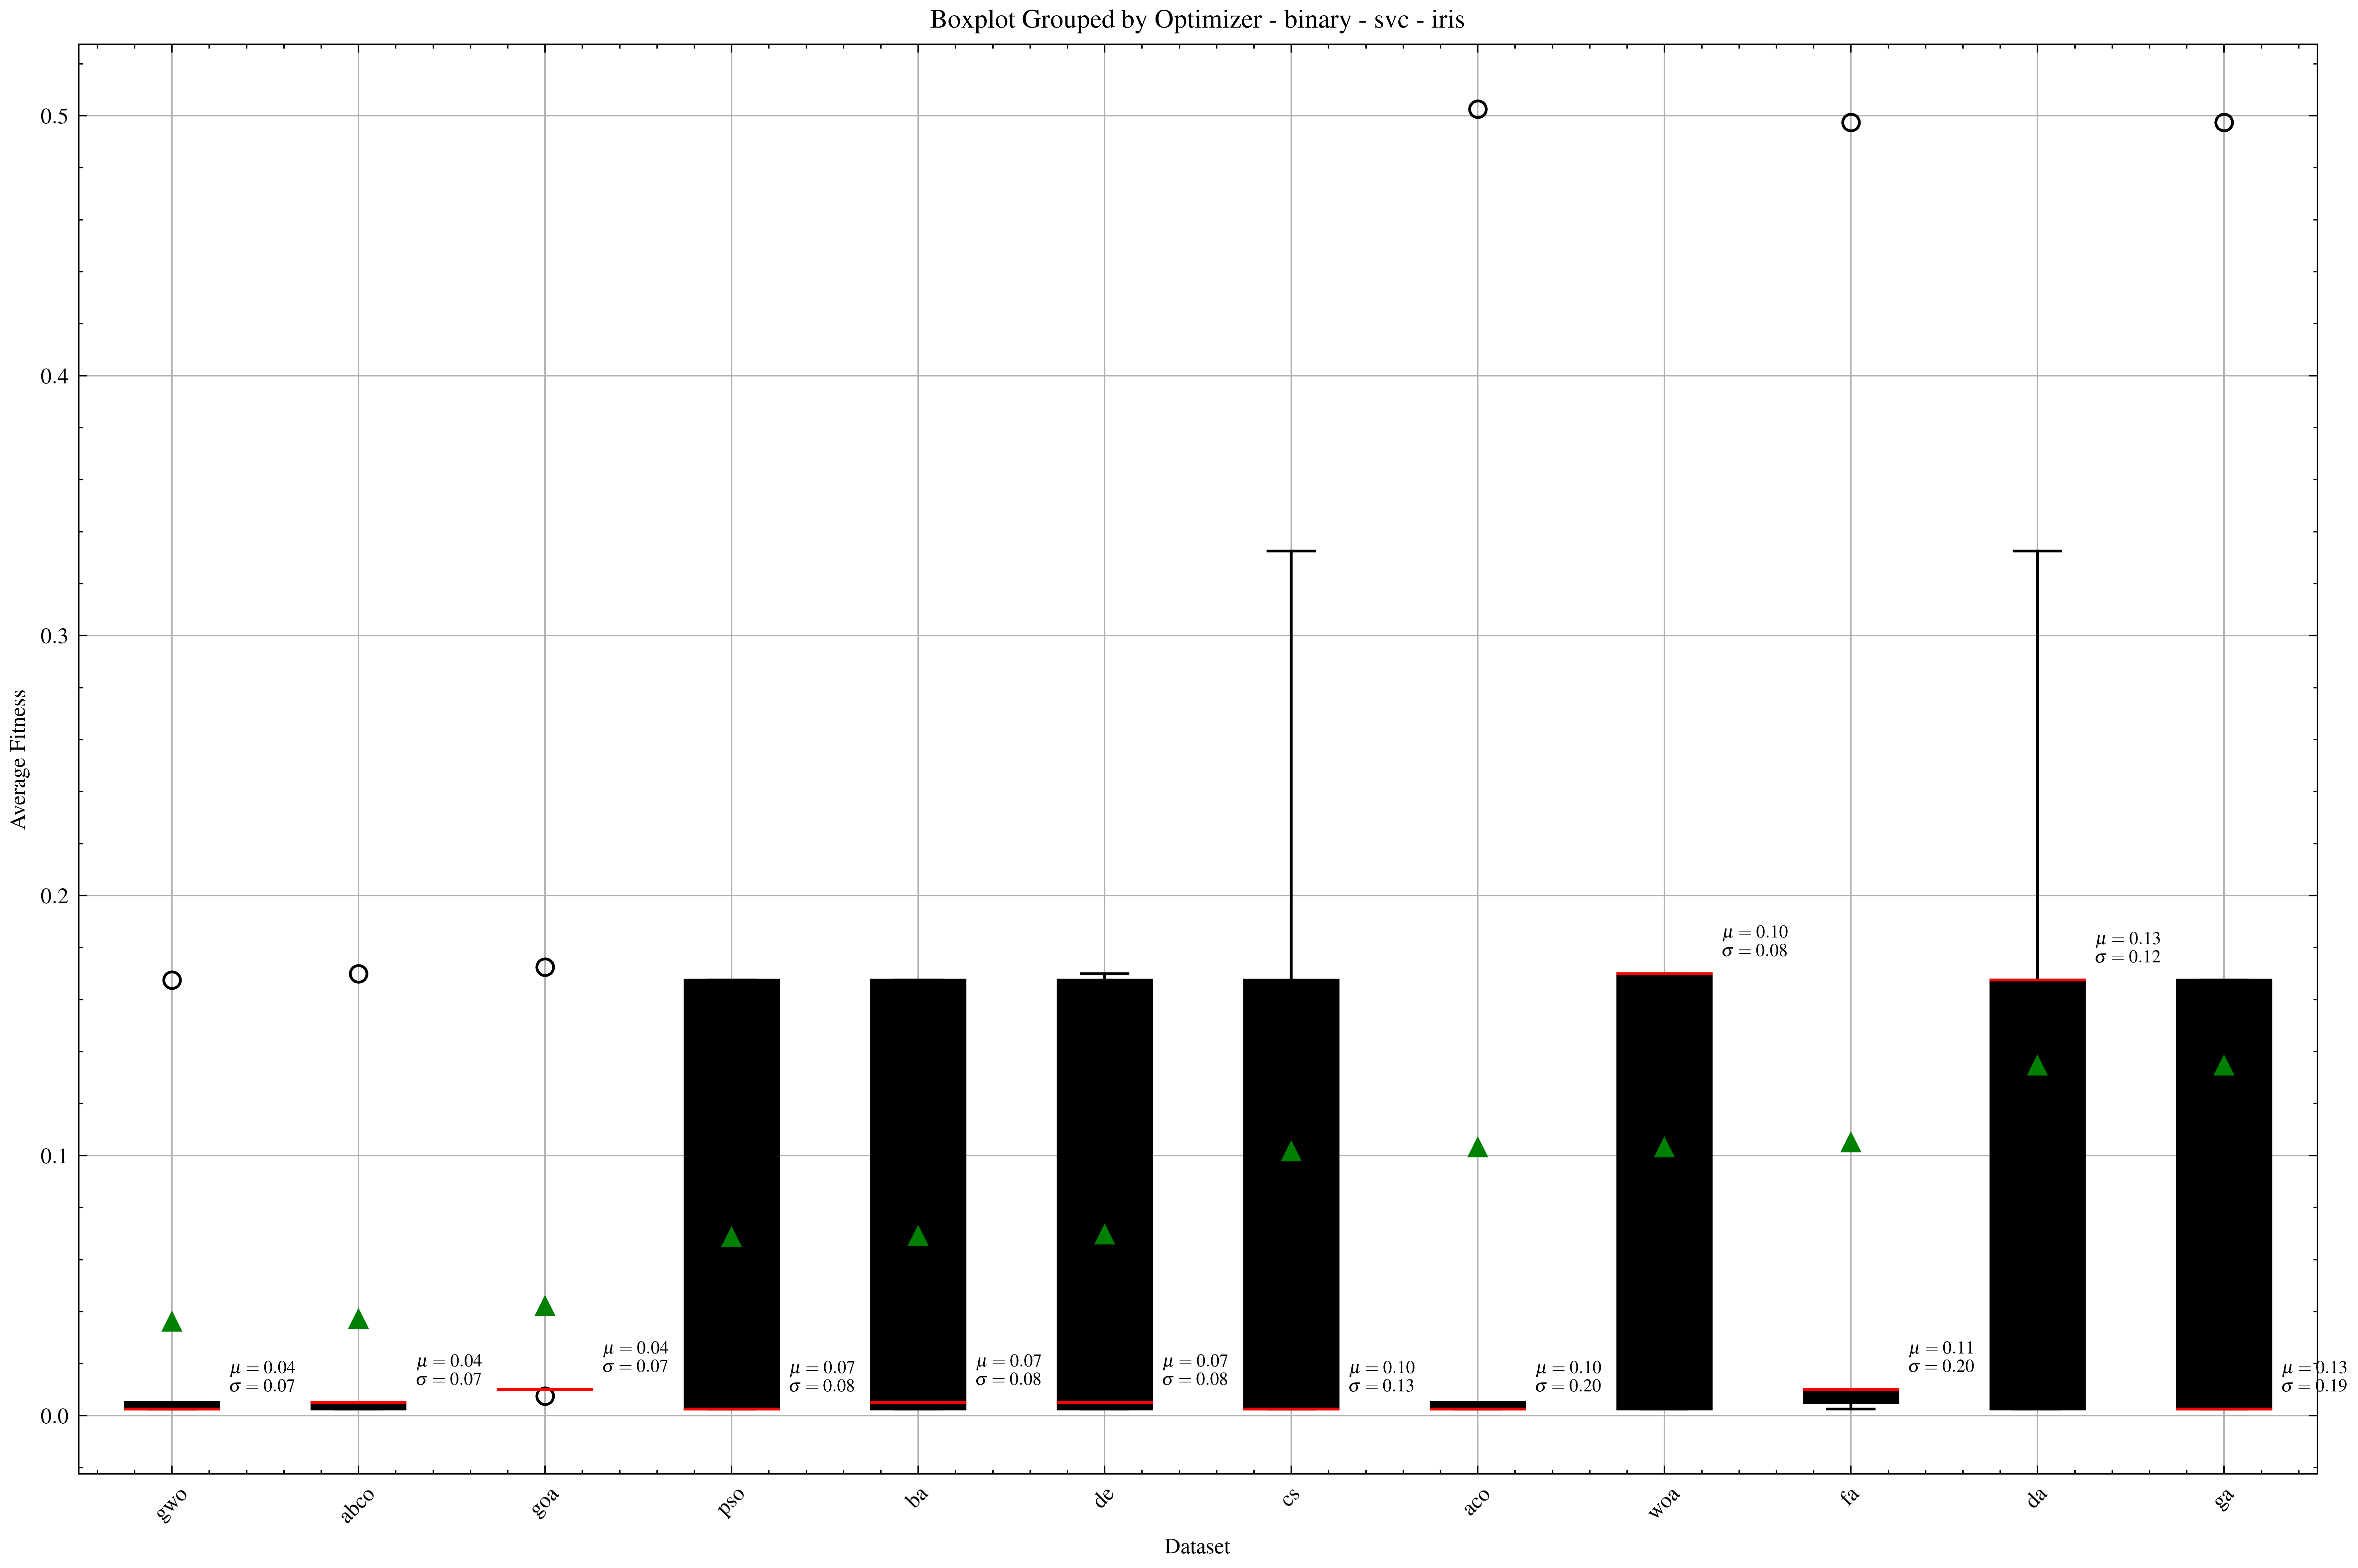 Boxplot Grouped by Optimizer - binary - svc - iris
Average Fitness
0.5
0.4
0.3
0.2
0.1
0.0
μ = 0.04
σ = 0.07
μ = 0.04
σ = 0.07
μ = 0.04
σ = 0.07
μ = 0.07
σ = 0.08
μ = 0.07
σ = 0.08
μ = 0.07
σ = 0.08
μ = 0.10
σ = 0.13
μ = 0.10
σ = 0.20
μ = 0.10
σ = 0.08
μ = 0.11
σ = 0.20
μ = 0.13
σ = 0.12
μ = 0.13
σ = 0.19
gwo
abco
goa
pso
ba
de
cs
aco
woa
fa
da
ga
Dataset